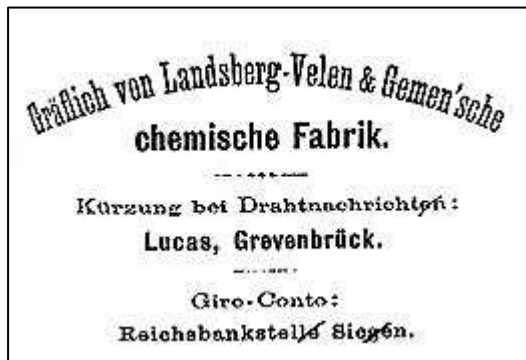 Gräflich von Landsberg-Velen & Gemen'sche
chemische Fabrik.
Kürzung bei Drahtnachrichten:
Lucas, Grevenbrück.
Giro-Conto:
Reichsbankstelle Siegen.